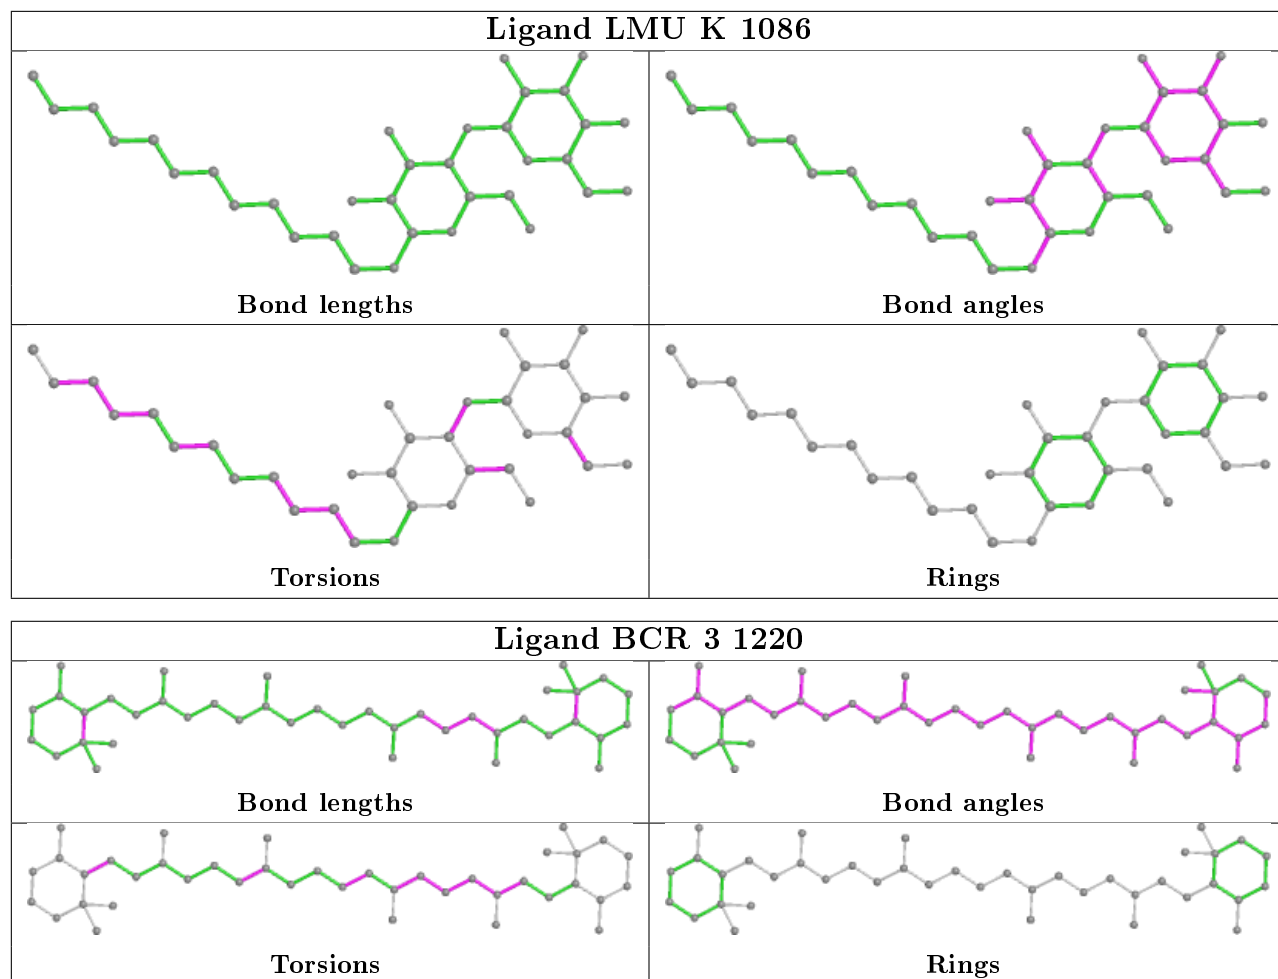 Ligand LMU K 1086
Bond lengths
Bond angles
Torsions
Rings
Ligand BCR 3 1220
Bond lengths
Bond angles
Torsions
Rings